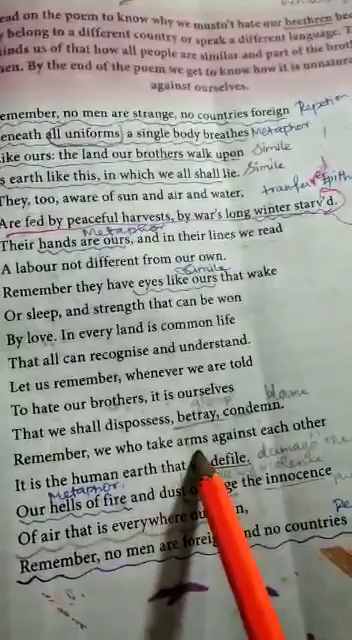 ead on the poem to know why we mustn't hate our brethren bec
belong to a different country or speak a different language. T
inds us of that how all people are similar and part of the brot
en. By the end of the poem we get to know how it is unnatura
against ourselves.
emember, no men are strange, no countries foreign
eneath all uniforms, a single body breathes Metaphor
ike ours: the land our brothers walk upon Simile
s earth like this, in which we all shall lie. Simile
They, too, aware of sun and air and water,
Are fed by peaceful harvests, by war's long winter starv'd.
Metaphor
Their hands are ours, and in their lines we read
A labour not different from our own.
Simile
Remember they have eyes like ours that wake
Or sleep, and strength that can be won
By love. In every land is common life
That all can recognise and understand.
Let us remember, whenever we are told
To hate our brothers, it is ourselves
That we shall dispossess, betray, condemn. blame
Remember, we who take arms against each other
It is the human earth that defile. damage
Metaphor.
Our hells of fire and dust ge the innocence
Of air that is everywhere ou n,
Remember, no men are foreig nd no countries